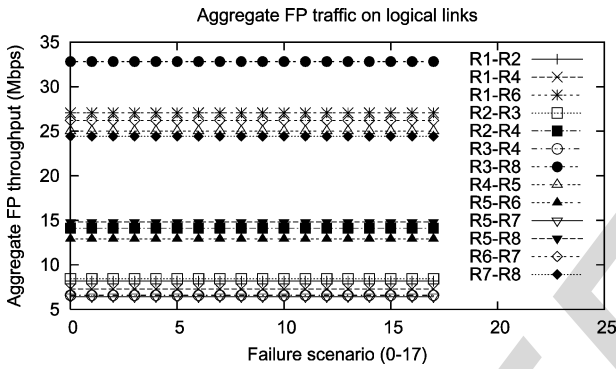 Aggregate FP traffic on logical links
Aggregate FP throughput (Mbps)
35
30
25
20
15
10
5
0
5
10
15
20
25
Failure scenario (0-17)
R1-R2
R1-R4
R1-R6
R2-R3
R2-R4
R3-R4
R3-R8
R4-R5
R5-R6
R5-R7
R5-R8
R6-R7
R7-R8